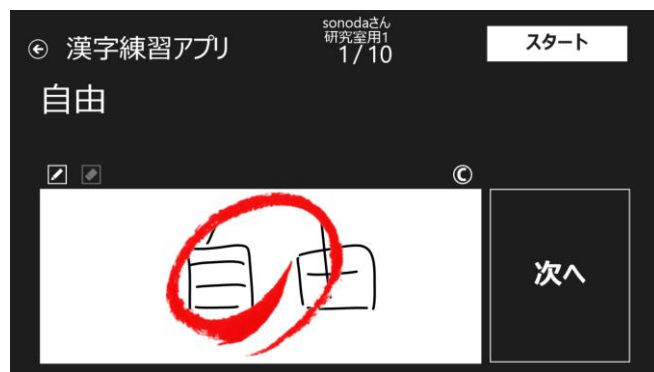 漢字練習アプリ
sonodaさん
研究室用1
1/10
スタート
自由
©
自由
次へ